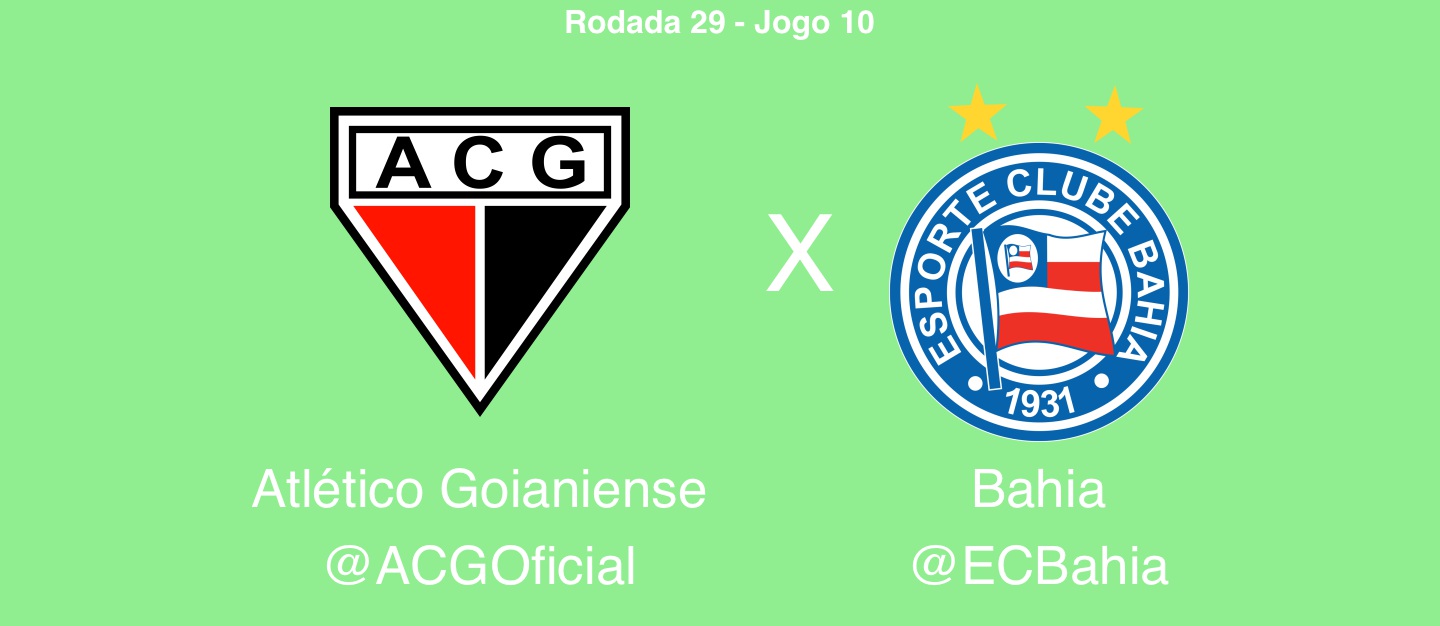 Rodada 29 - Jogo 10
ACG
X
ESPORTE CLUBE BAHIA
1931
Atlético Goianiense
Bahia
@ACGOficial
@ECBahia